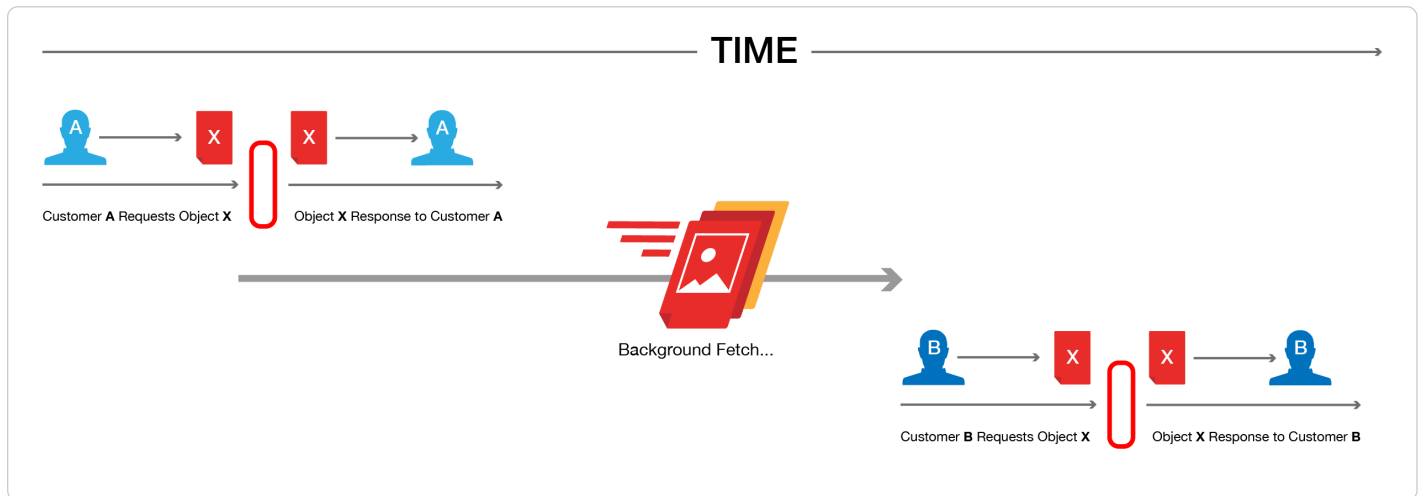 TIME
A
X
X
A
Customer A Requests Object X
Object X Response to Customer A
Background Fetch...
B
X
X
B
Customer B Requests Object X
Object X Response to Customer B